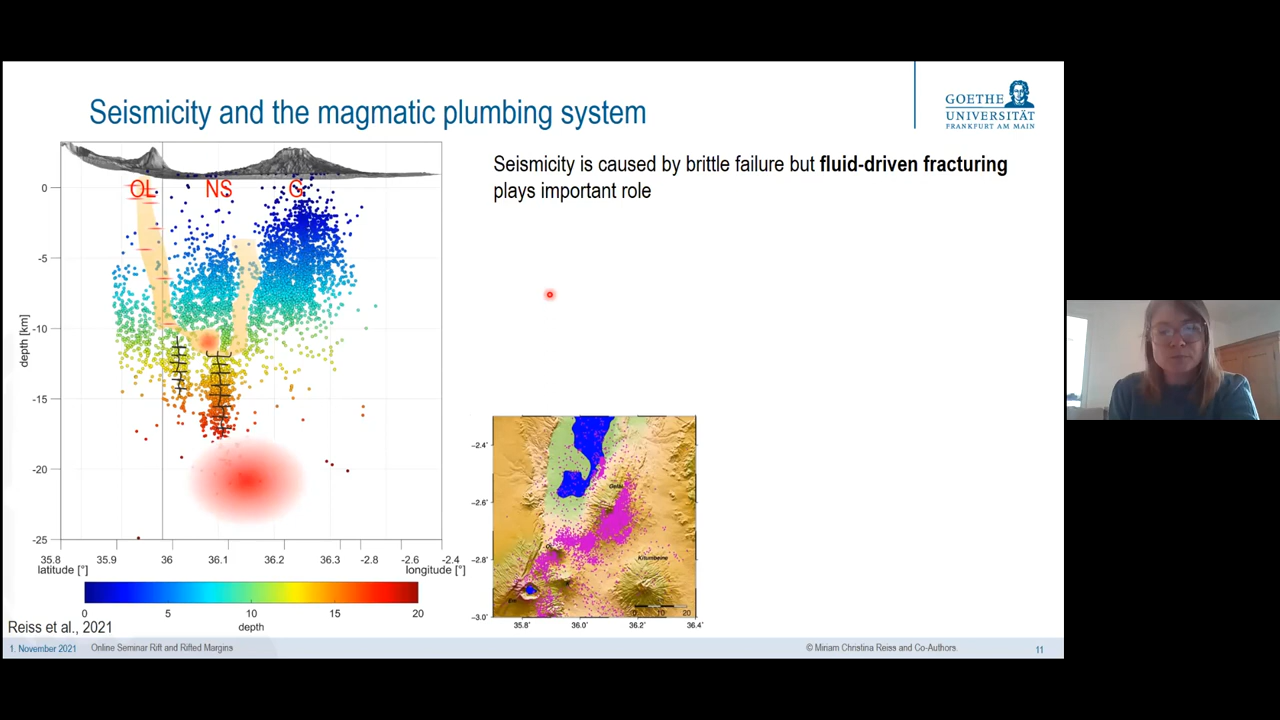 Seismicity and the magmatic plumbing system
GOETHE
UNIVERSITÄT
FRANKFURT AM MAIN
Seismicity is caused by brittle failure but fluid-driven fracturing
plays important role
OL NS G
0
-5
-10
-15
-20
-25
depth [km]
35.8 35.9 36 36.1 36.2 36.3 -2.8 -2.6 -2.4
latitude [°] longitude [°]
0 5 10 15 20
depth
Reiss et al., 2021
-2.4°
-2.6°
-2.8°
-3.0°
Kitumbeine
0 10 20
35.8° 36.0° 36.2° 36.4°
1. November 2021 Online Seminar Rift and Rifted Margins © Miriam Christina Reiss and Co-Authors. 11